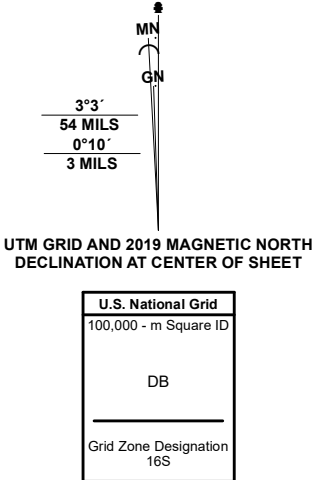 MN
GN
3°3´
54 MILS
0°10´
3 MILS
UTM GRID AND 2019 MAGNETIC NORTH
DECLINATION AT CENTER OF SHEET
U.S. National Grid
100,000 - m Square ID
DB
Grid Zone Designation
16S